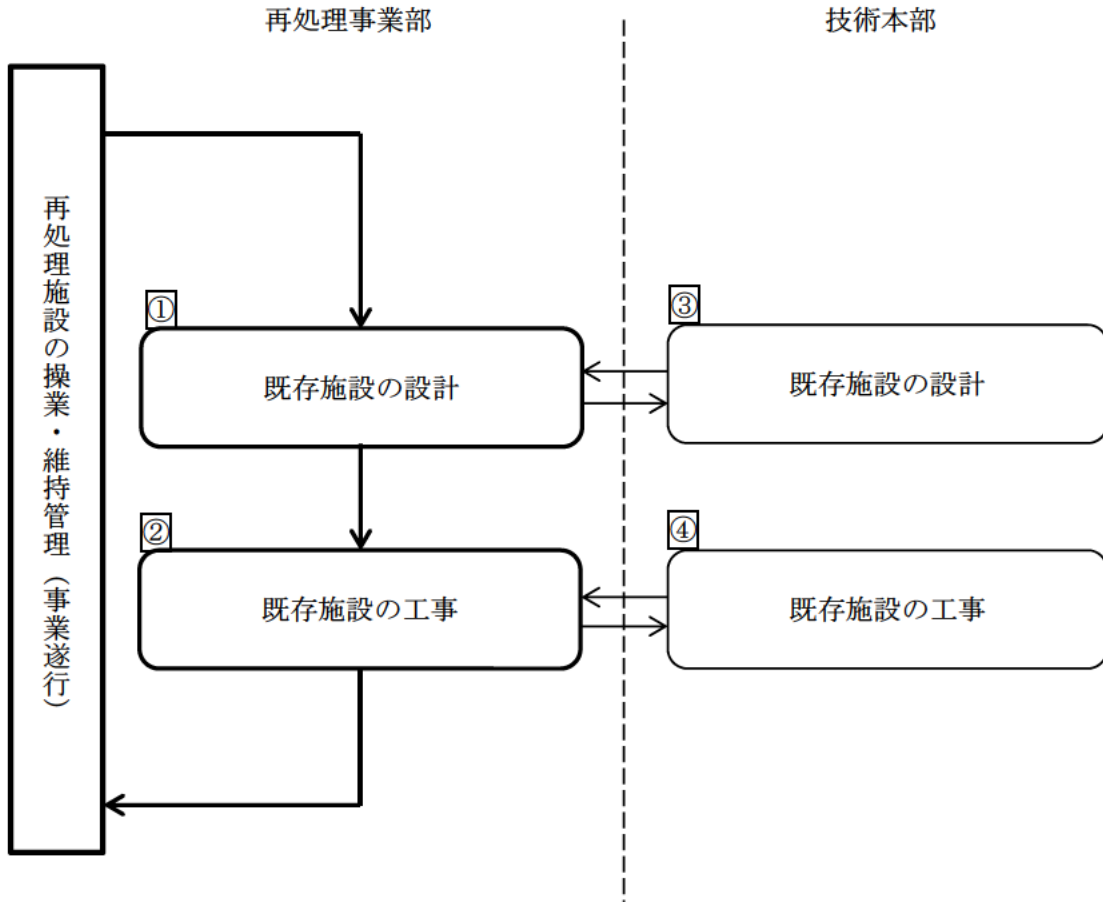 再処理事業部
技術本部
再処理施設の操業・維持管理（事業遂行）
①
既存施設の設計
③
既存施設の設計
②
既存施設の工事
④
既存施設の工事